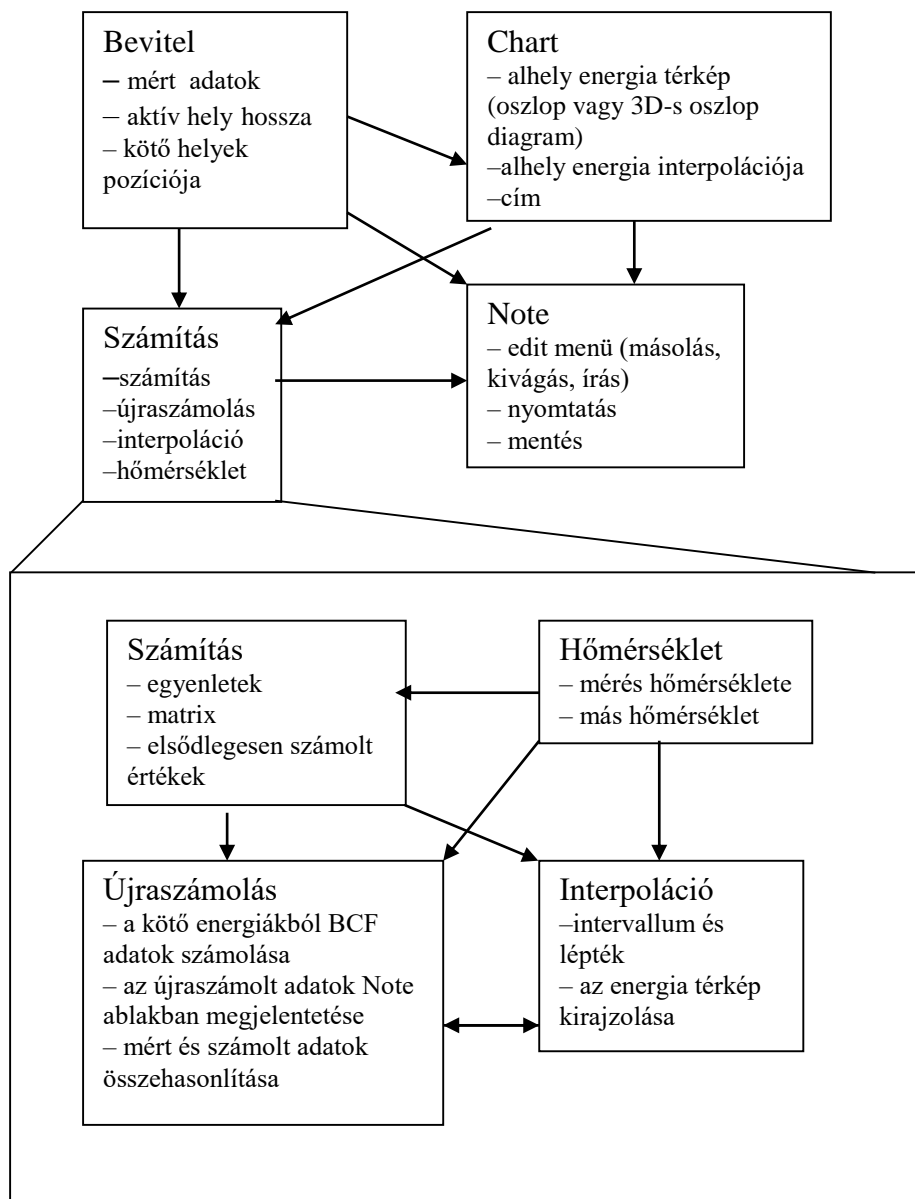 Bevitel
– mért adatok
– aktív hely hossza
– kötő helyek
pozíciója
Chart
– alhely energia térkép
(oszlop vagy 3D-s oszlop
diagram)
–alhely energia interpolációja
–cím
Számítás
–számítás
–újraszámolás
–interpoláció
–hőmérséklet
Note
– edit menü (másolás,
kivágás, írás)
– nyomtatás
– mentés
Számítás
– egyenletek
– matrix
– elsődlegesen számolt
értékek
Hőmérséklet
– mérés hőmérséklete
– más hőmérséklet
Újraszámolás
– a kötő energiákból BCF
adatok számolása
– az újraszámolt adatok Note
ablakban megjelentetése
– mért és számolt adatok
összehasonlítása
Interpoláció
–intervallum és
lépték
– az energia térkép
kirajzolása